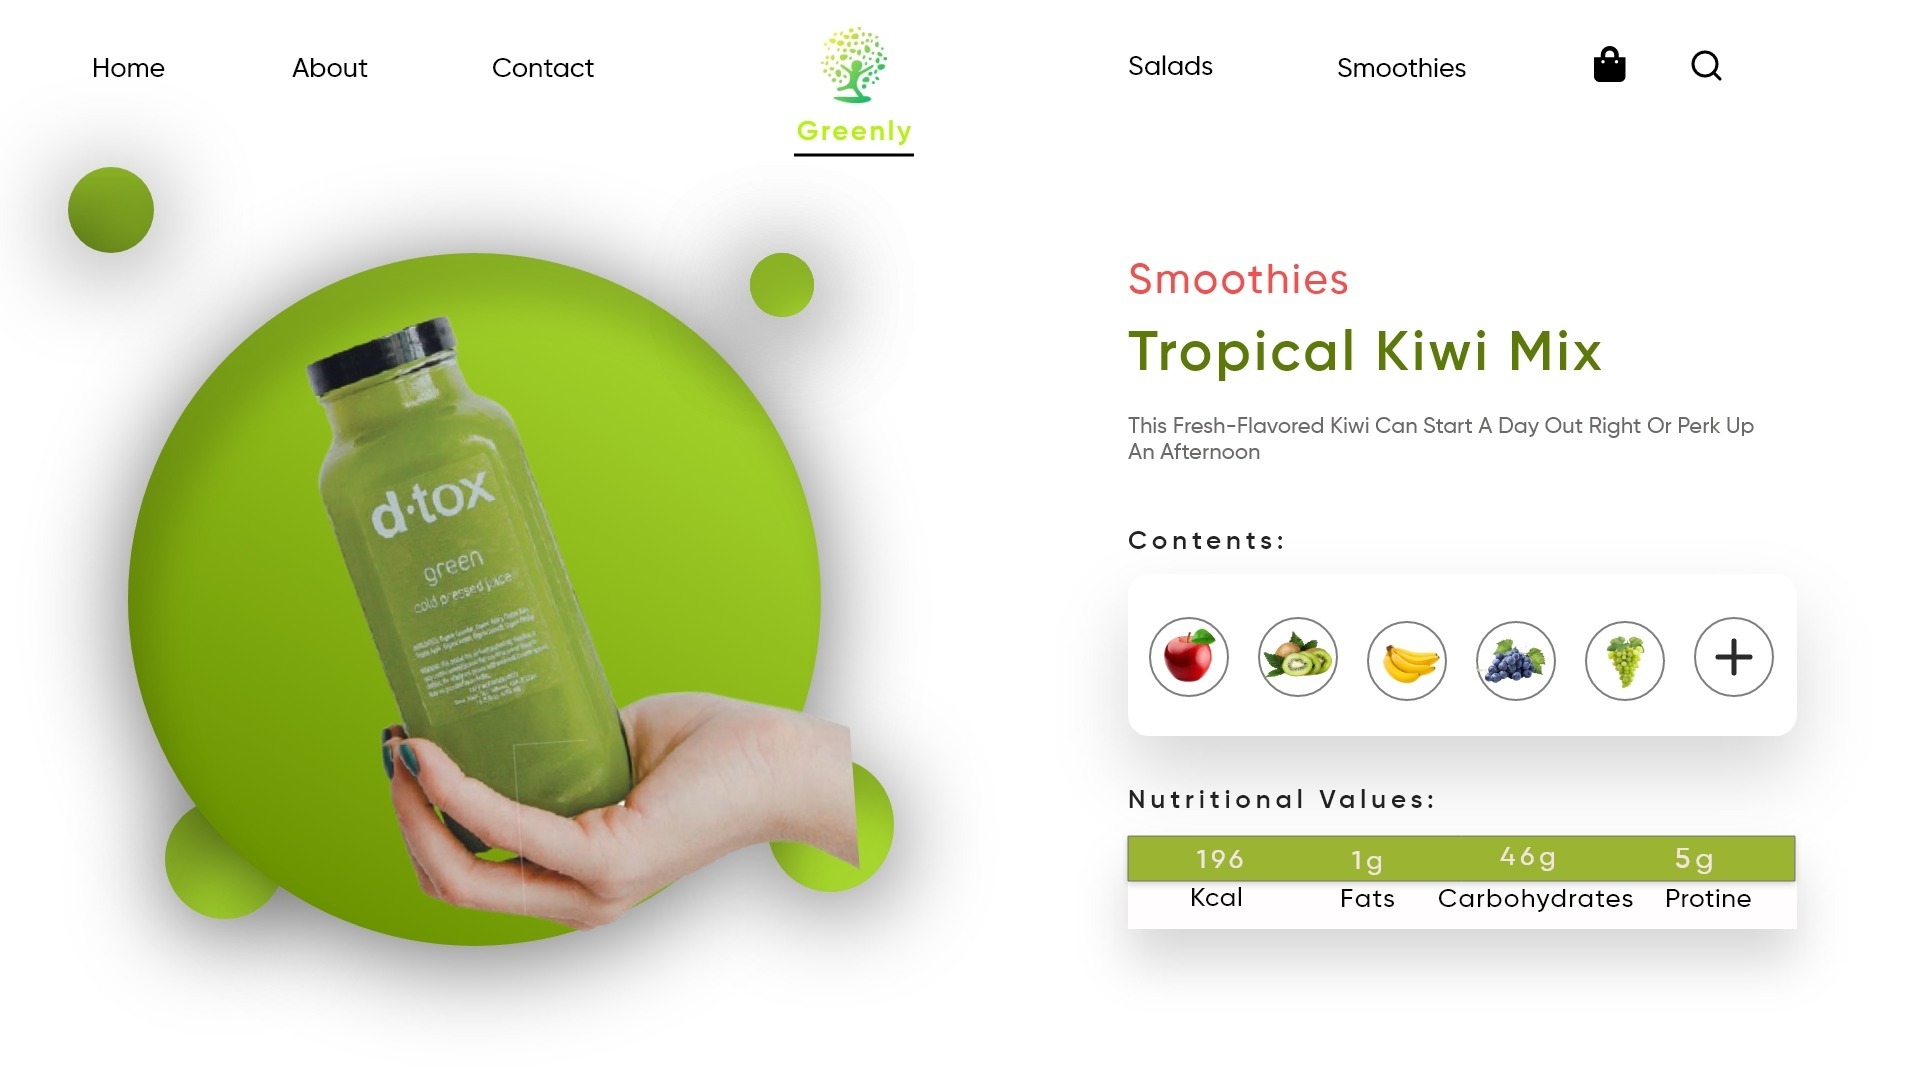 Home About Contact Salads Smoothies
Greenly
Smoothies
Tropical Kiwi Mix
This Fresh-Flavored Kiwi Can Start A Day Out Right Or Perk Up
An Afternoon
d·tox
green
cold pressed juice
Contents:
Nutritional Values:
196 1g 46g 5g
Kcal Fats Carbohydrates Protine